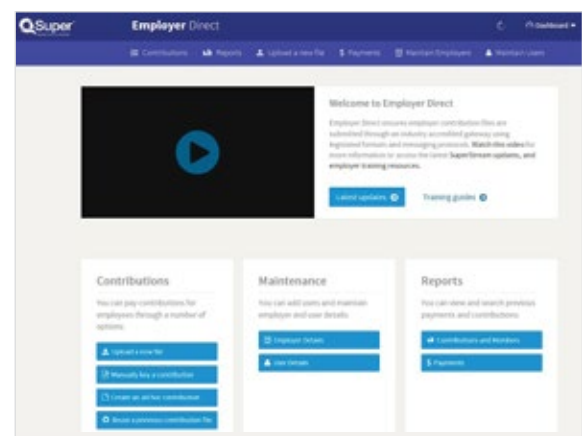 QSuper
Employer Direct
Dashboard
Contributions Reports Upload a new file Payments Maintain Employers Maintain Users
Welcome to Employer Direct
Employer Direct ensures employer contribution files are
submitted through an industry accredited gateway using
legislated formats and messaging protocols. Watch this video for
more information or access the latest SuperStream updates, and
employer training resources.
Latest updates Training guides
Contributions
You can pay contributions for
employees through a number of
options:
Upload a new file
Manually key a contribution
Create an ad hoc contribution
Reuse a previous contribution file
Maintenance
You can add users and maintain
employer and user details.
Employer Details
User Details
Reports
You can view and search previous
payments and contributions.
Contributions and Members
$ Payments